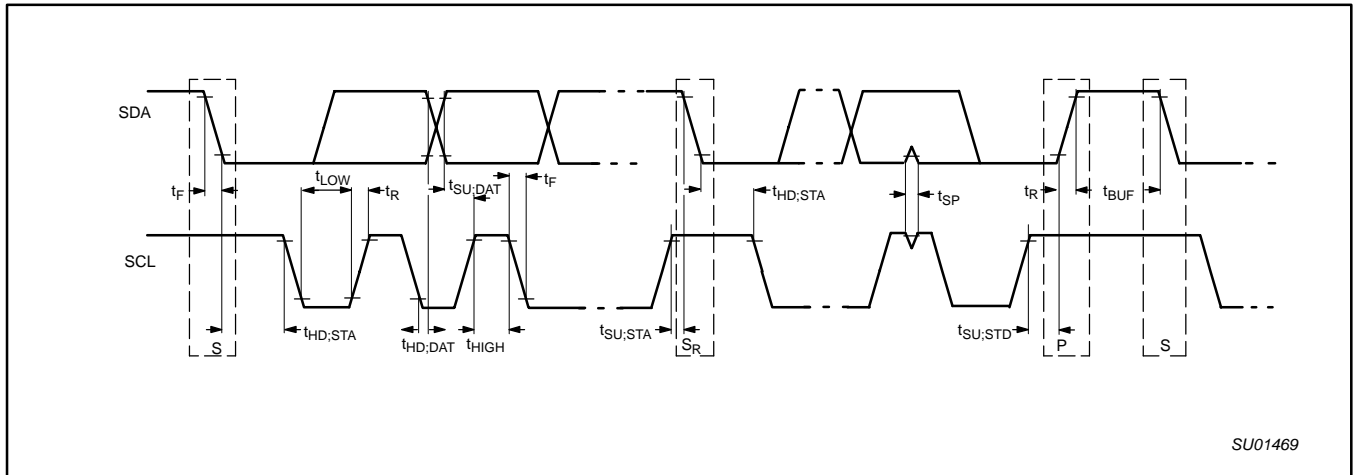 SDA
tF
tLOW
tR
tSU;DAT
tF
tHD;STA
tSP
tR
tBUF
SCL
S
tHD;STA
tHD;DAT
tHIGH
tSU;STA
SR
tSU;STD
P
S
SU01469